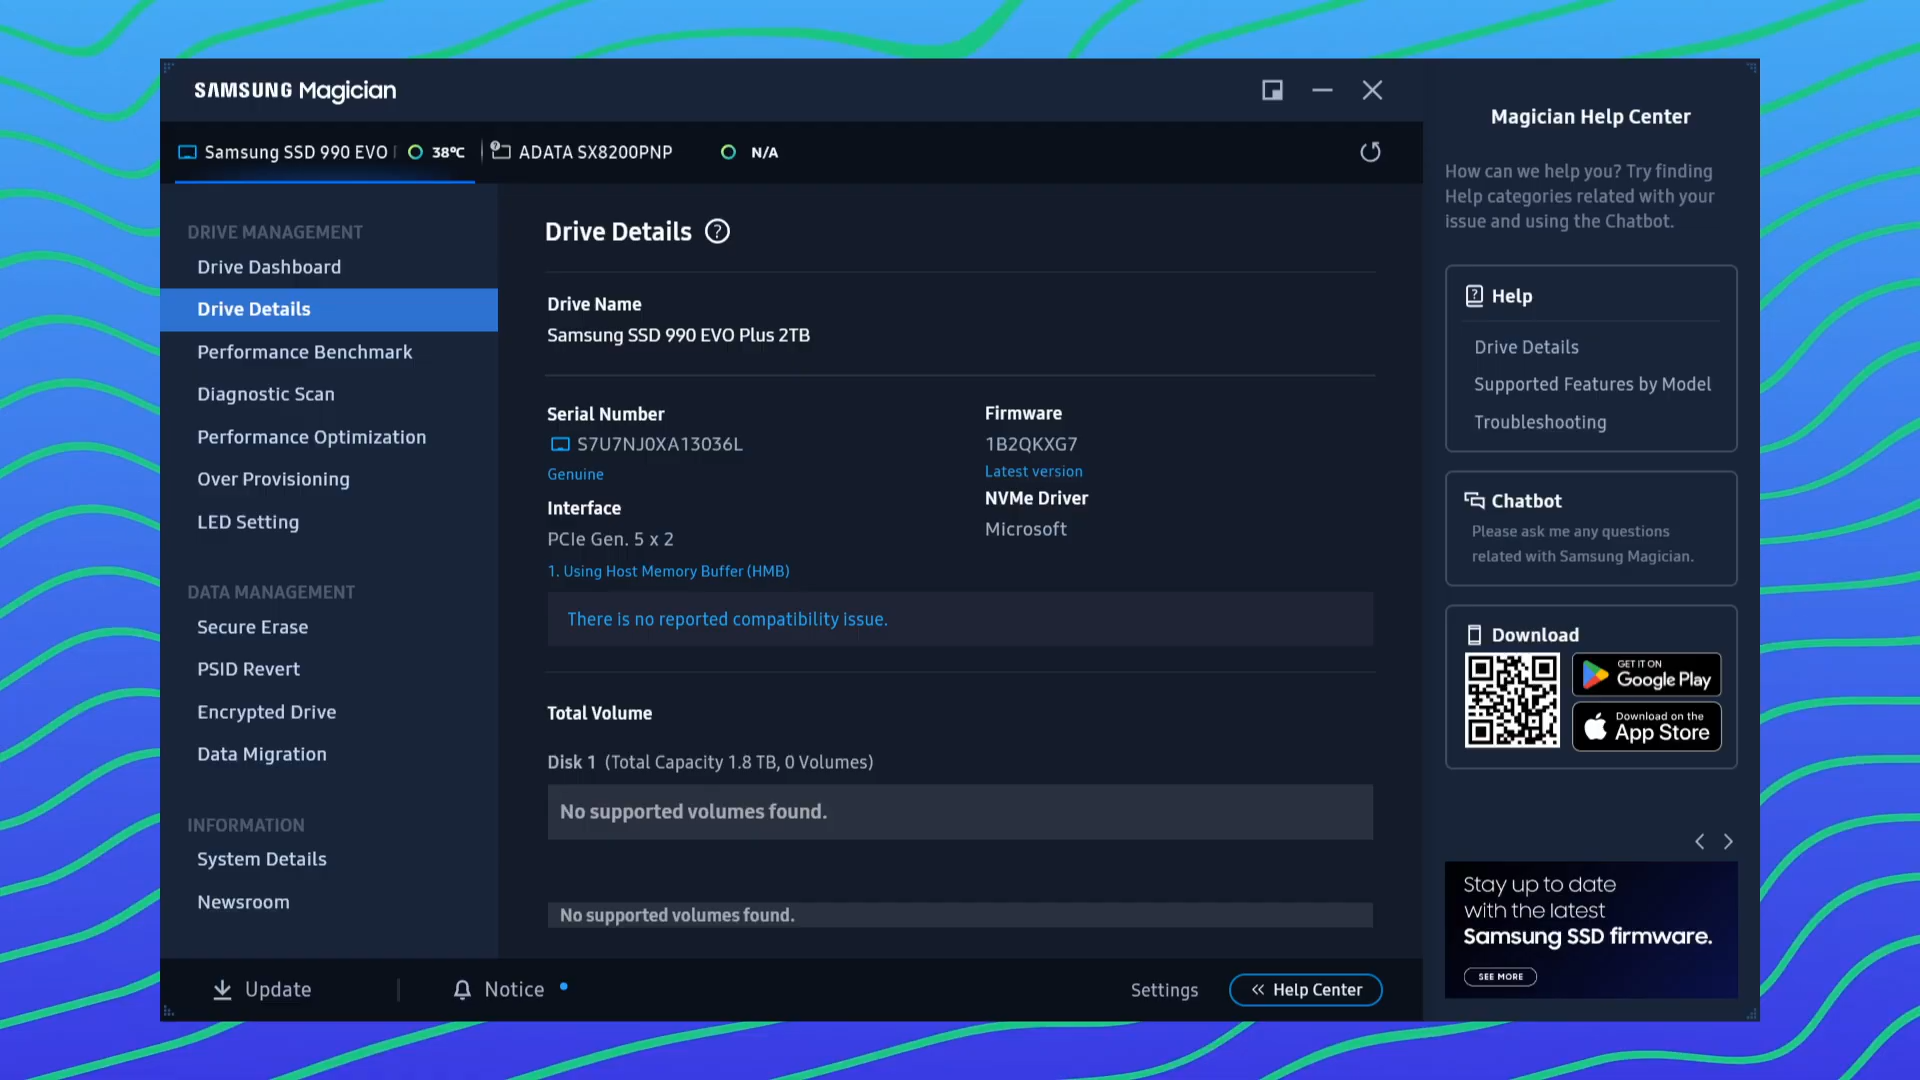 SAMSUNG Magician
Samsung SSD 990 EVO
38℃
ADATA SX8200PNP
N/A
DRIVE MANAGEMENT
Drive Dashboard
Drive Details
Performance Benchmark
Diagnostic Scan
Performance Optimization
Over Provisioning
LED Setting
DATA MANAGEMENT
Secure Erase
PSID Revert
Encrypted Drive
Data Migration
INFORMATION
System Details
Newsroom
Drive Details ?
Drive Name
Samsung SSD 990 EVO Plus 2TB
Serial Number
S7U7NJ0XA13036L
Genuine
Interface
PCIe Gen. 5 x 2
1. Using Host Memory Buffer (HMB)
Firmware
1B2QKXG7
Latest version
NVMe Driver
Microsoft
There is no reported compatibility issue.
Total Volume
Disk 1 (Total Capacity 1.8 TB, 0 Volumes)
No supported volumes found.
No supported volumes found.
Update
Notice
Settings
Help Center
Magician Help Center
How can we help you? Try finding
Help categories related with your
issue and using the Chatbot.
Help
Drive Details
Supported Features by Model
Troubleshooting
Chatbot
Please ask me any questions
related with Samsung Magician.
Download
GET IT ON
Google Play
Download on the
App Store
Stay up to date
with the latest
Samsung SSD firmware.
SEE MORE